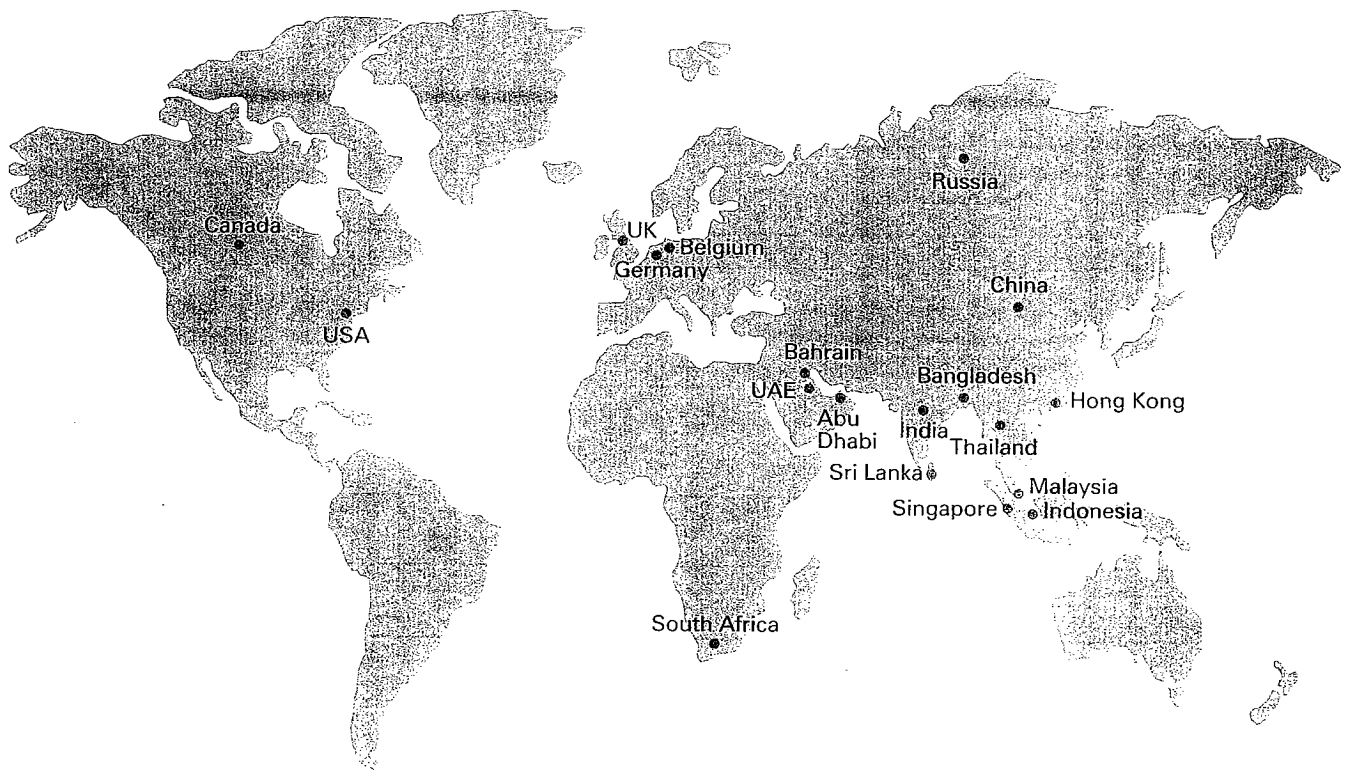 Russia
Canada
UK
Belgium
Germany
China
USA
Bahrain
Bangladesh
UAE
Hong Kong
Abu
Dhabi
India
Thailand
Sri Lanka
Malaysia
Singapore
Indonesia
South Africa